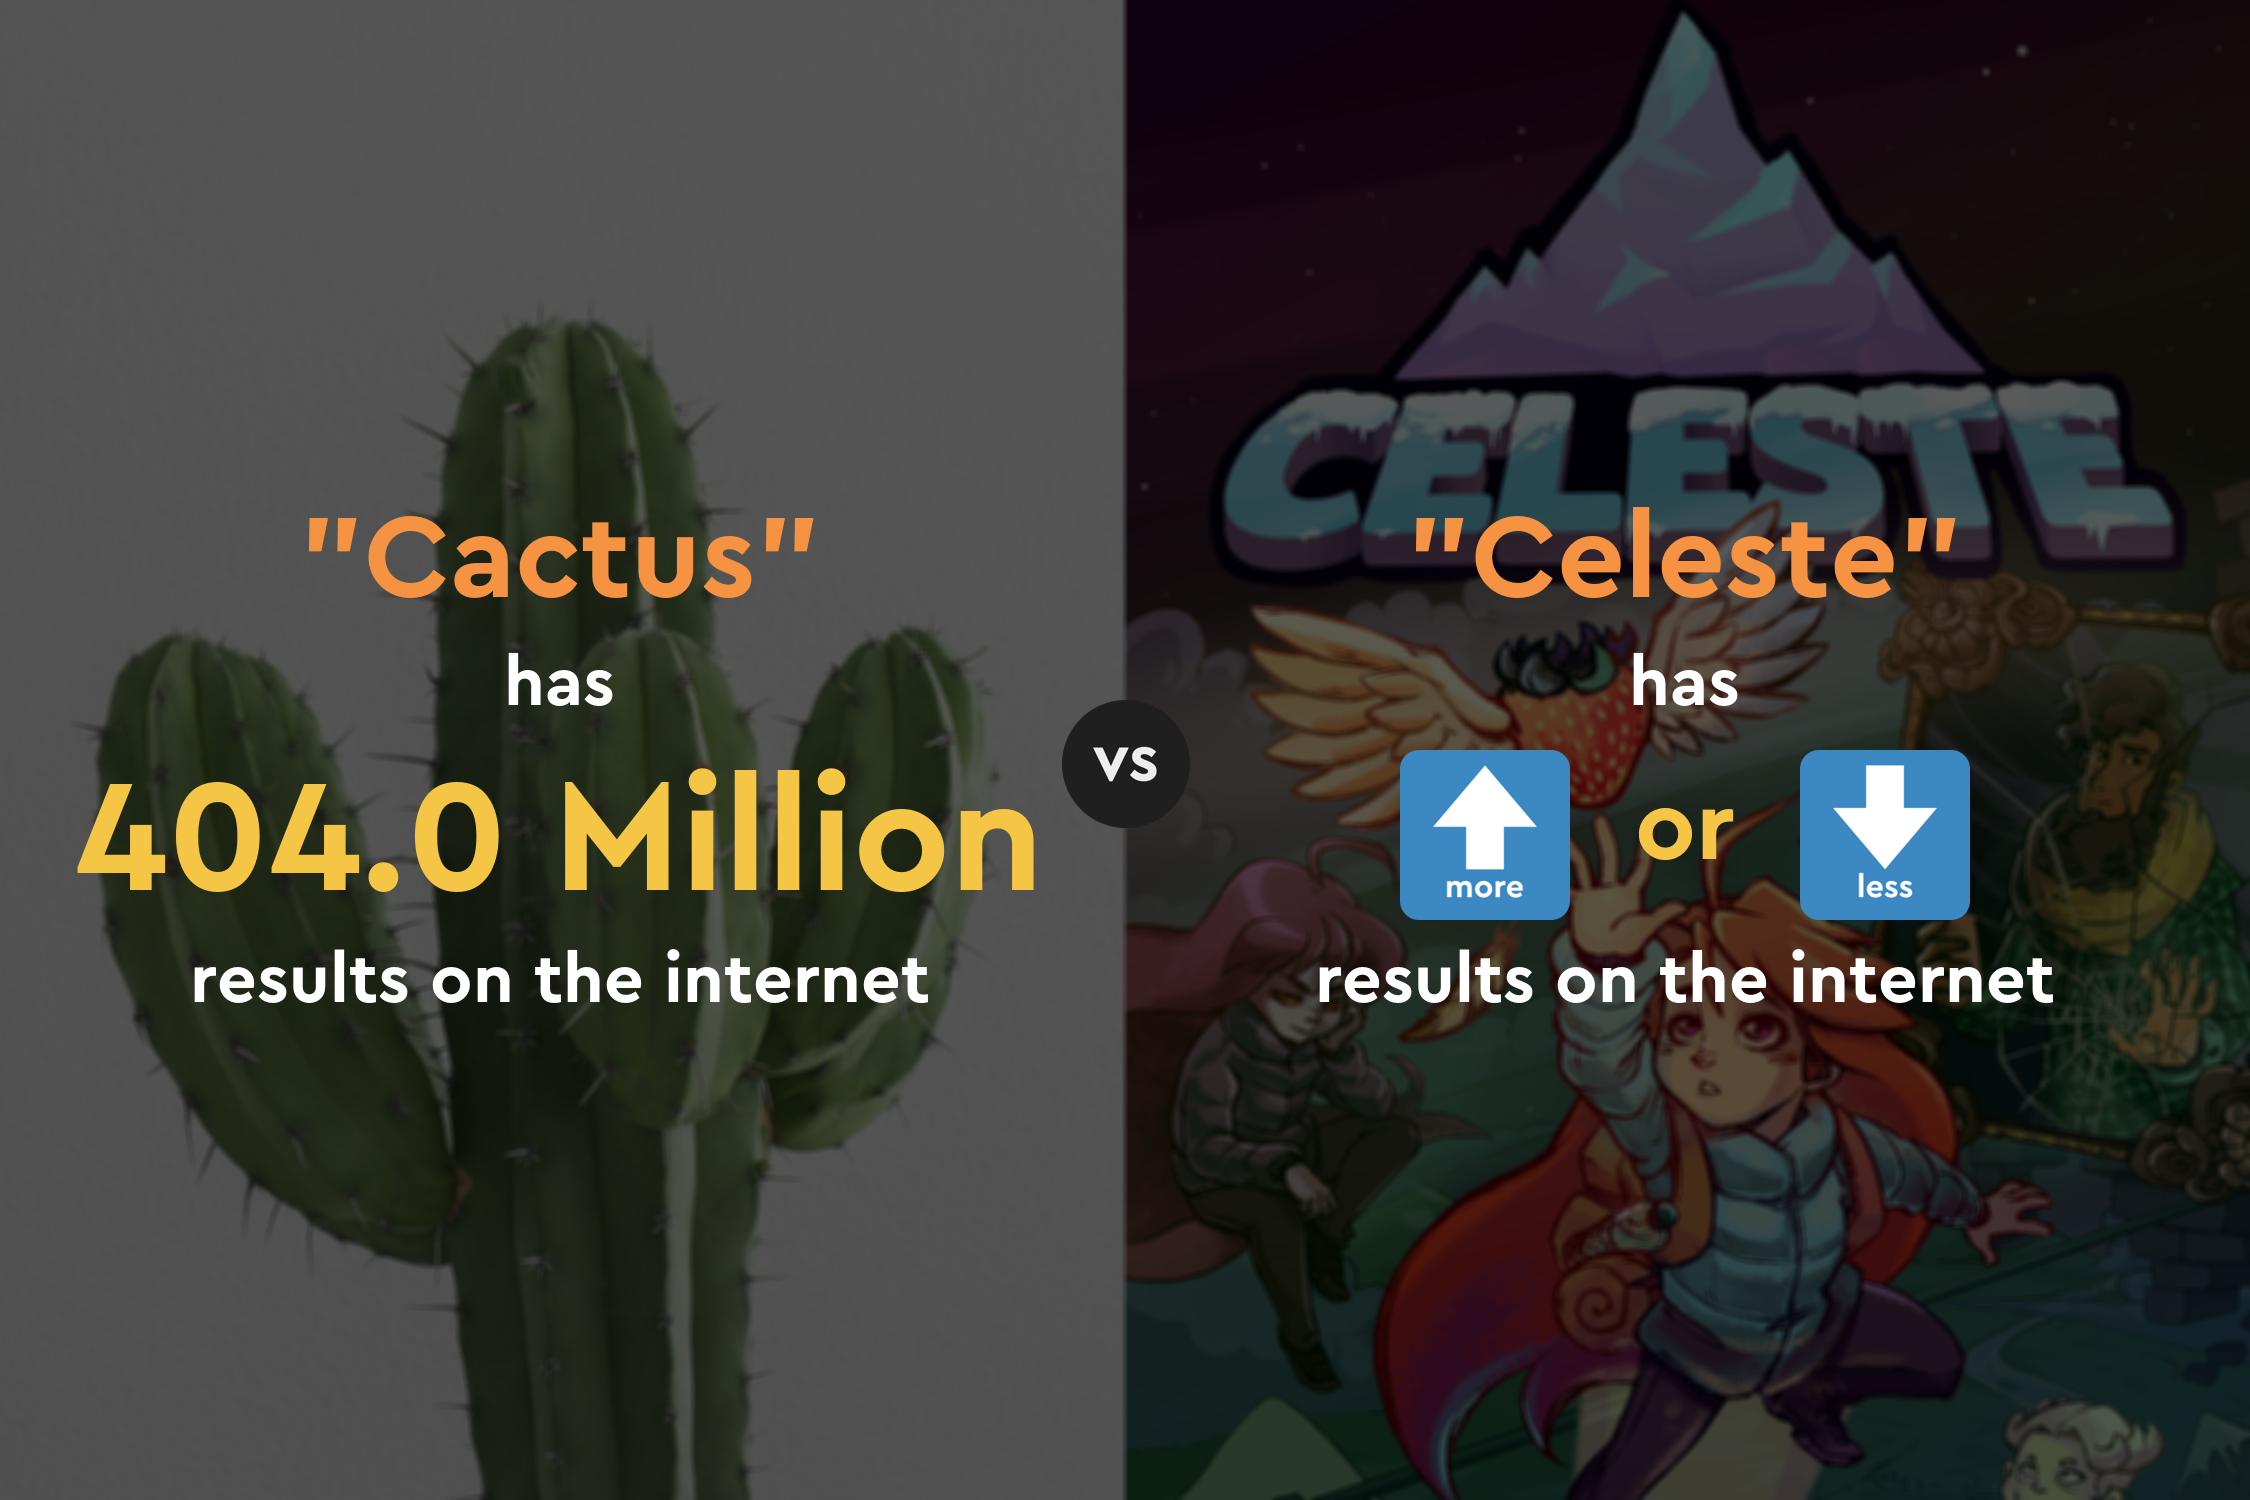 "Cactus"
has
404.0 Million
results on the internet
vs
CELESTE
"Celeste"
has
more
or
less
results on the internet